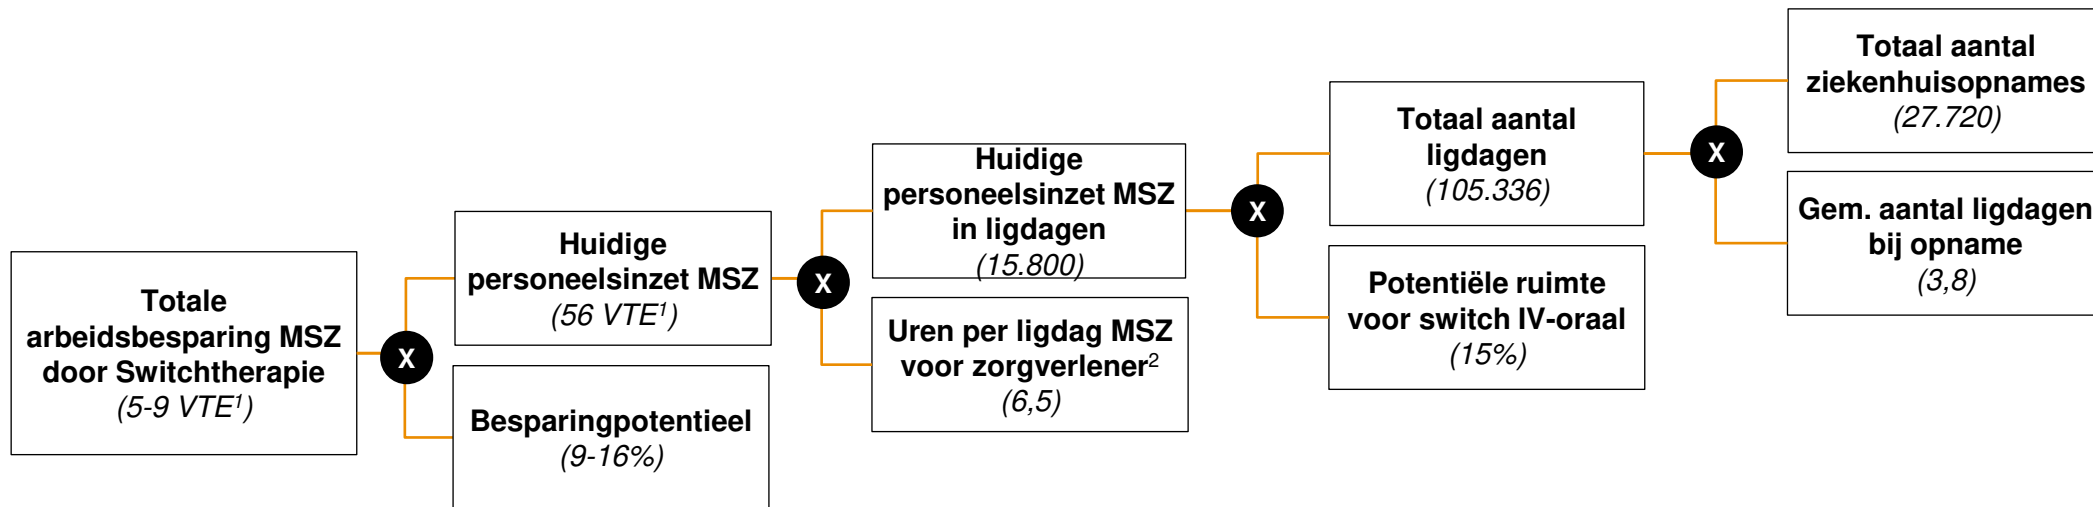 Totale
arbeidsbesparing MSZ
door Switchtherapie
(5-9 VTE¹)
X
Huidige
personeelsinzet MSZ
(56 VTE¹)
Besparingpotentieel
(9-16%)
X
Huidige
personeelsinzet MSZ
in ligdagen
(15.800)
Uren per ligdag MSZ
voor zorgverlener²
(6,5)
X
Totaal aantal
ligdagen
(105.336)
Potentiële ruimte
voor switch IV-oraal
(15%)
X
Totaal aantal
ziekenhuisopnames
(27.720)
Gem. aantal ligdagen
bij opname
(3,8)